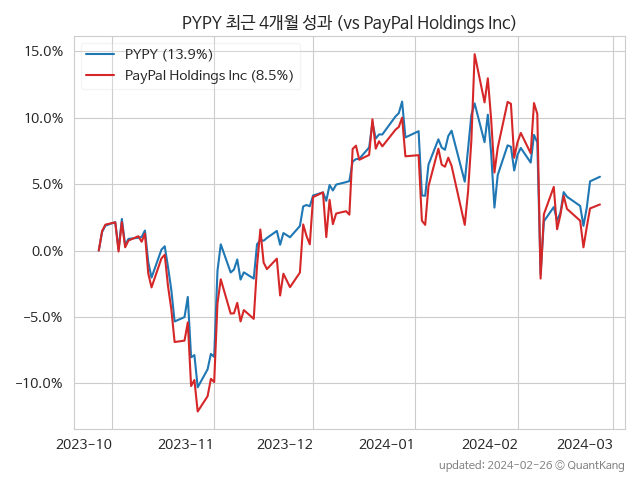 PYPY 최근 4개월 성과 (vs PayPal Holdings Inc)
PYPY (13.9%)
PayPal Holdings Inc (8.5%)
15.0%
10.0%
5.0%
0.0%
−5.0%
−10.0%
2023-10 2023-11 2023-12 2024-01 2024-02 2024-03
updated: 2024-02-26 © QuantKang